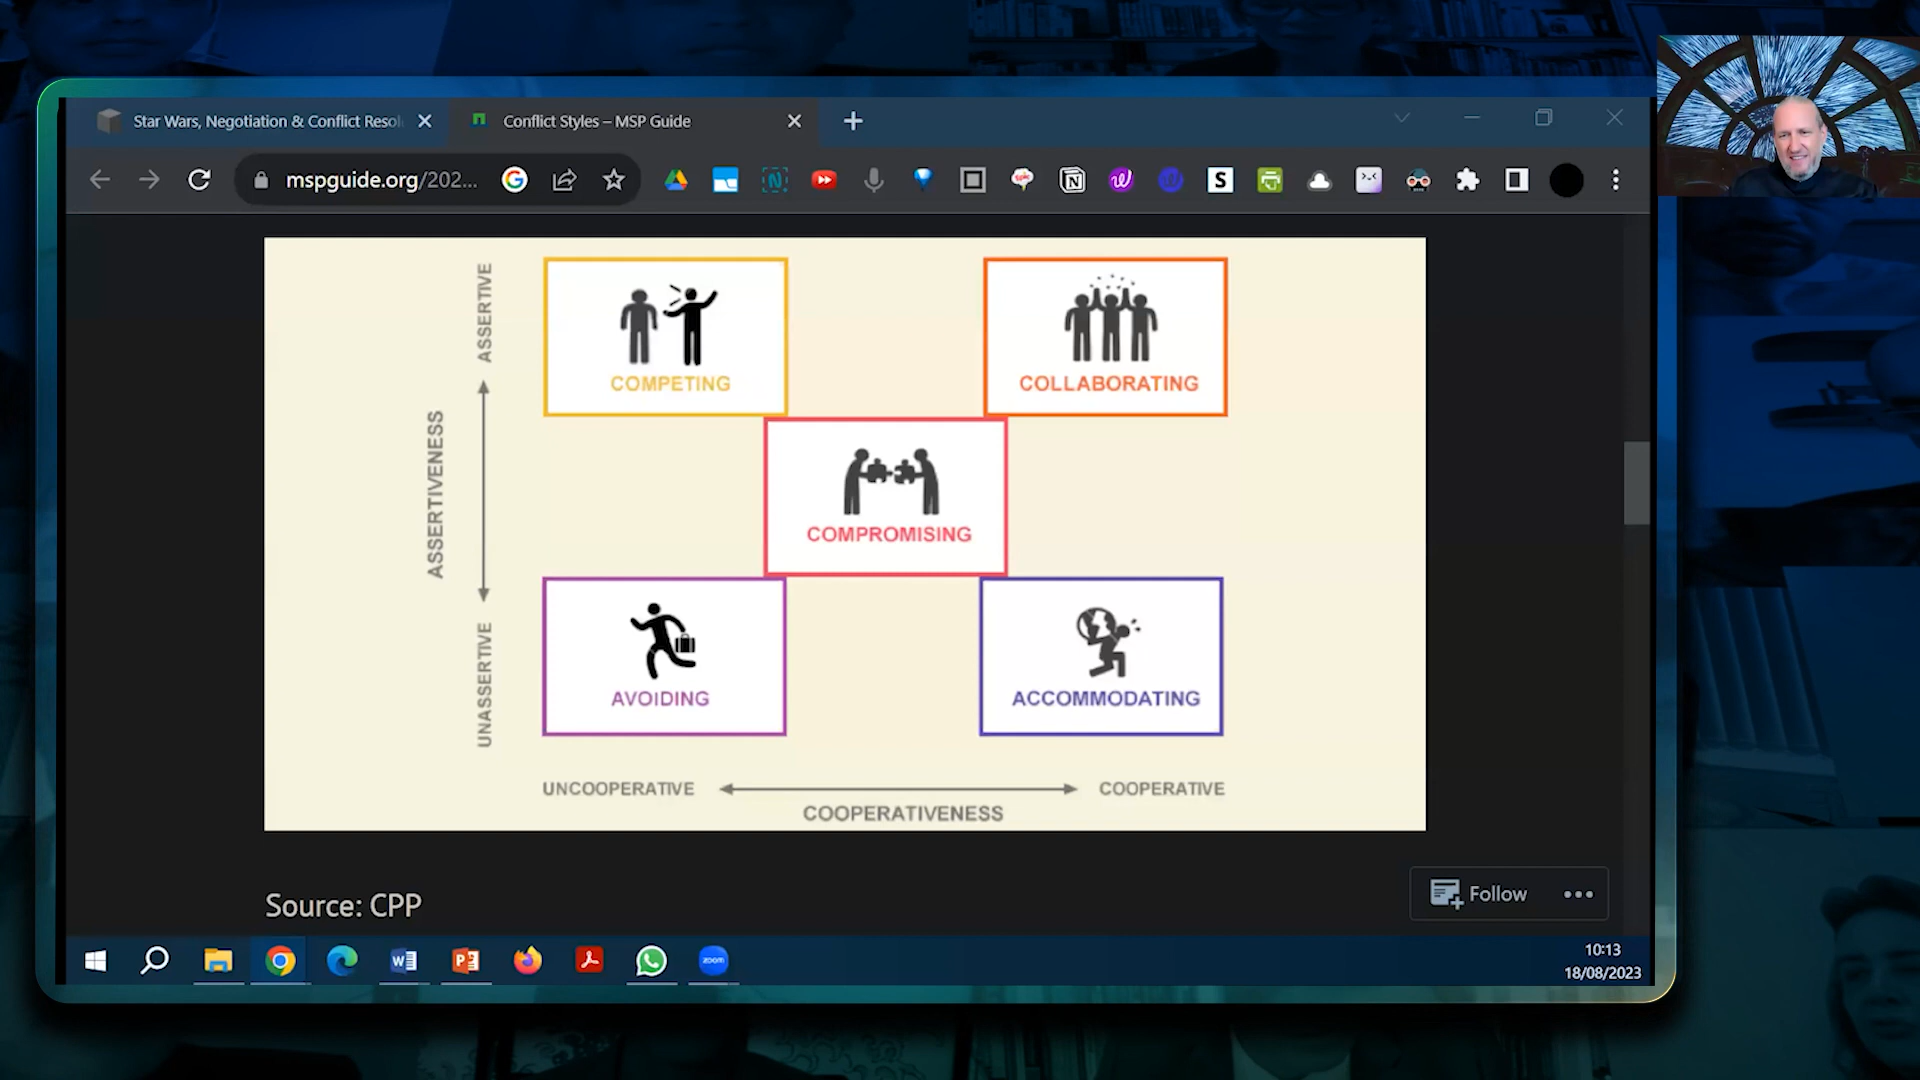 Star Wars, Negotiation & Conflict Resol
Conflict Styles – MSP Guide
mspguide.org/202...
ASSERTIVE
ASSERTIVENESS
UNASSERTIVE
COMPETING
COLLABORATING
COMPROMISING
AVOIDING
ACCOMMODATING
UNCOOPERATIVE
COOPERATIVE
COOPERATIVENESS
Source: CPP
Follow
zoom
10:13
18/08/2023